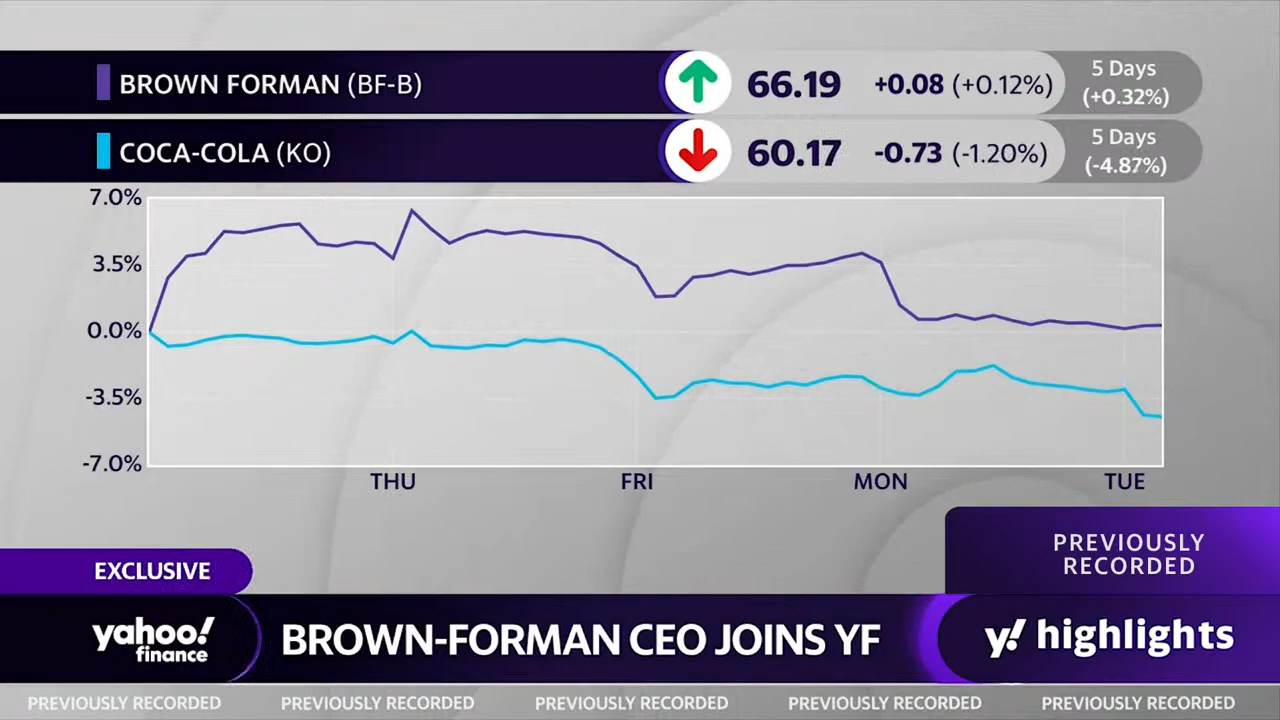 BROWN FORMAN (BF-B) 66.19 +0.08 (+0.12%) 5 Days (+0.32%)
COCA-COLA (KO) 60.17 -0.73 (-1.20%) 5 Days (-4.87%)
7.0%
3.5%
0.0%
-3.5%
-7.0%
THU FRI MON TUE
PREVIOUSLY
RECORDED
EXCLUSIVE
yahoo!
finance
BROWN-FORMAN CEO JOINS YF
y! highlights
PREVIOUSLY RECORDED PREVIOUSLY RECORDED PREVIOUSLY RECORDED PREVIOUSLY RECORDED PREVIOUSLY RECORDED